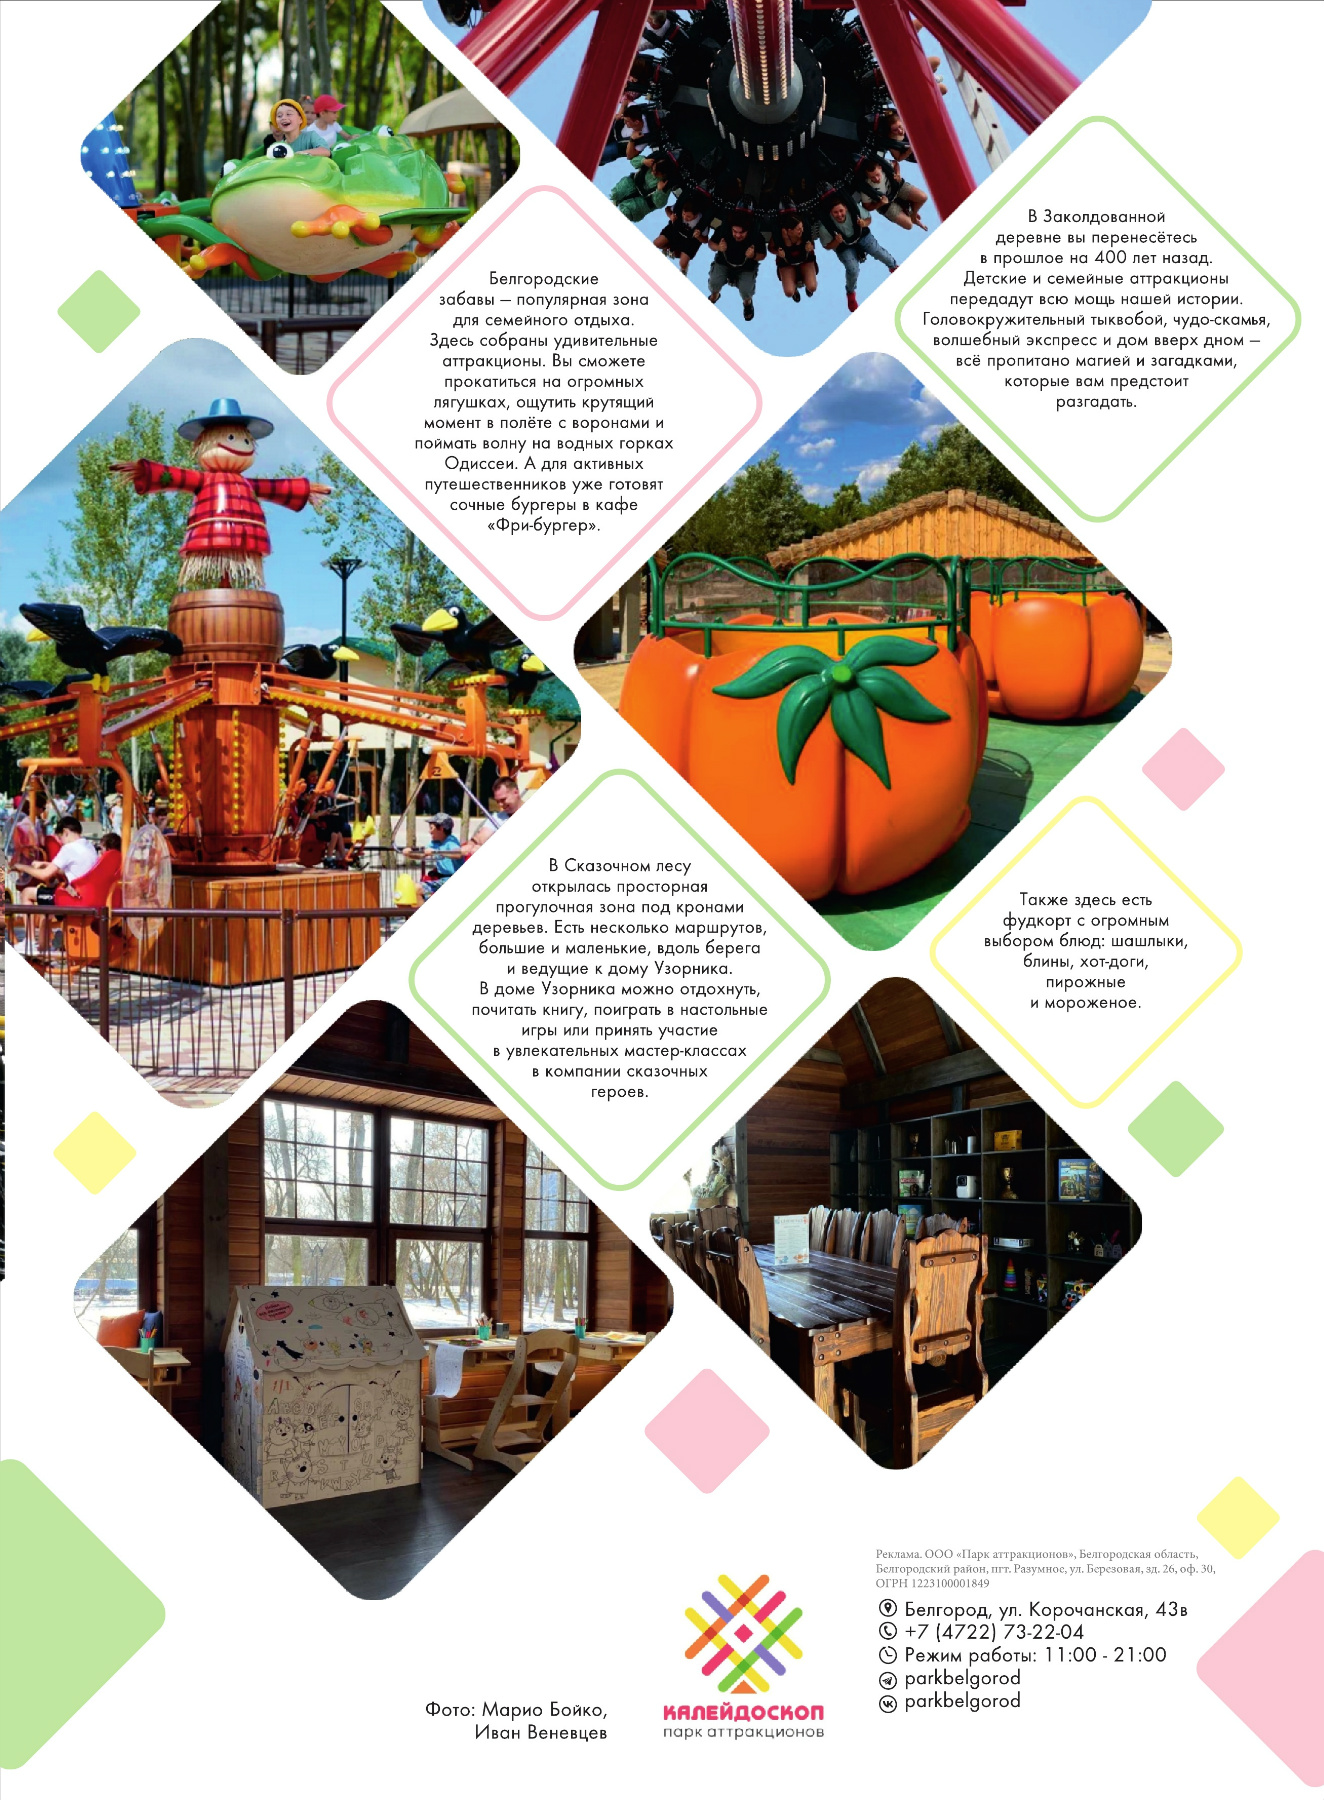 Белгородские
забавы — популярная зона
для семейного отдыха.
Здесь собраны удивительные
аттракционы. Вы сможете
прокатиться на огромных
лягушках, ощутить крутящий
момент в полёте с воронами и
поймать волну на водных горках
Одиссеи. А для активных
путешественников уже готовят
сочные бургеры в кафе
«Фри-бургер».
В Заколдованной
деревне вы перенесётесь
в прошлое на 400 лет назад.
Детские и семейные аттракционы
передадут всю мощь нашей истории.
Головокружительный тыквобой, чудо-скамья,
волшебный экспресс и дом вверх дном —
всё пропитано магией и загадками,
которые вам предстоит
разгадать.
В Сказочном лесу
открылась просторная
прогулочная зона под кронами
деревьев. Есть несколько маршрутов,
большие и маленькие, вдоль берега
и ведущие к дому Узорника.
В доме Узорника можно отдохнуть,
почитать книгу, поиграть в настольные
игры или принять участие
в увлекательных мастер-классах
в компании сказочных
героев.
Также здесь есть
фудкорт с огромным
выбором блюд: шашлыки,
блины, хот-доги,
пирожные
и мороженое.
Фото: Марио Бойко,
Иван Веневцев
КАЛЕЙДОСКОП
парк аттракционов
Реклама. ООО «Парк аттракционов», Белгородская область,
Белгородский район, пгт. Разумное, ул. Березовая, зд. 26, оф. 30,
ОГРН 1223100001849
Белгород, ул. Корочанская, 43в
+7 (4722) 73-22-04
Режим работы: 11:00 - 21:00
parkbelgorod
parkbelgorod